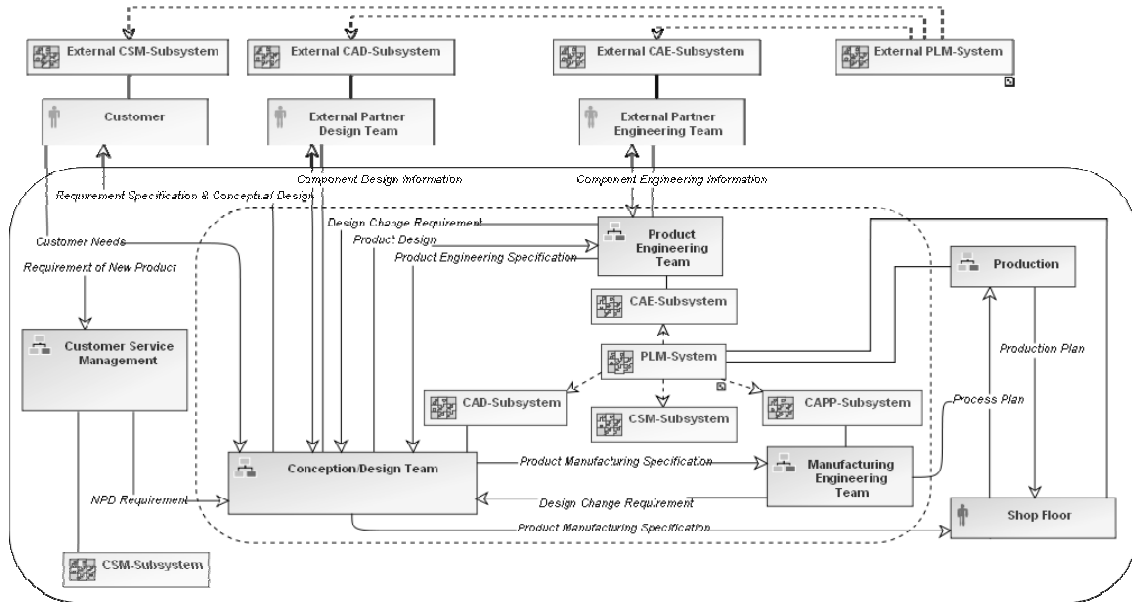 External CSM-Subsystem
External CAD-Subsystem
External CAE-Subsystem
External PLM-System
Customer
External Partner
Design Team
External Partner
Engineering Team
Component Design Information
Component Engineering Information
Requirement Specification & Conceptual Design
Design Change Requirement
Product Design
Product Engineering Specification
Product
Engineering
Team
Customer Needs
Requirement of New Product
Production
CAE-Subsystem
Customer Service
Management
PLM-System
Production Plan
CAD-Subsystem
CSM-Subsystem
CAPP-Subsystem
Process Plan
Conception/Design Team
Product Manufacturing Specification
Manufacturing
Engineering
Team
NPD Requirement
Design Change Requirement
Product Manufacturing Specification
Shop Floor
CSM-Subsystem